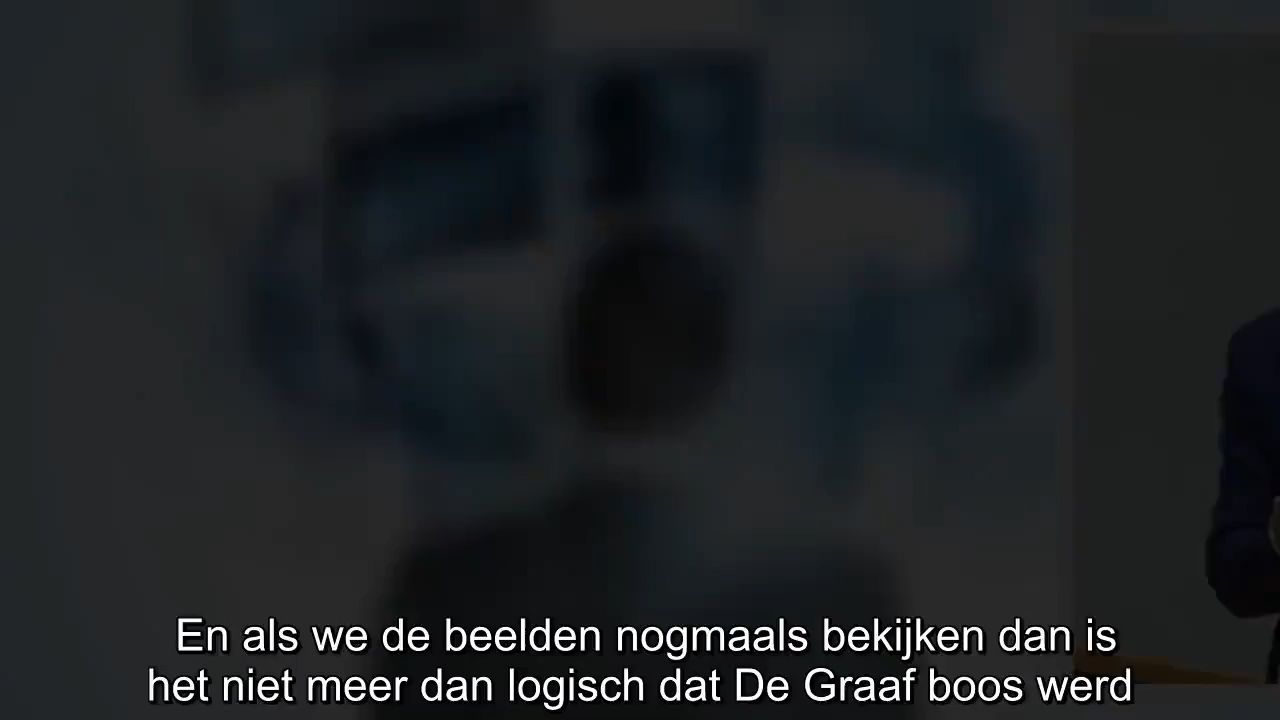 En als we de beelden nogmaals bekijken dan is
het niet meer dan logisch dat De Graaf boos werd